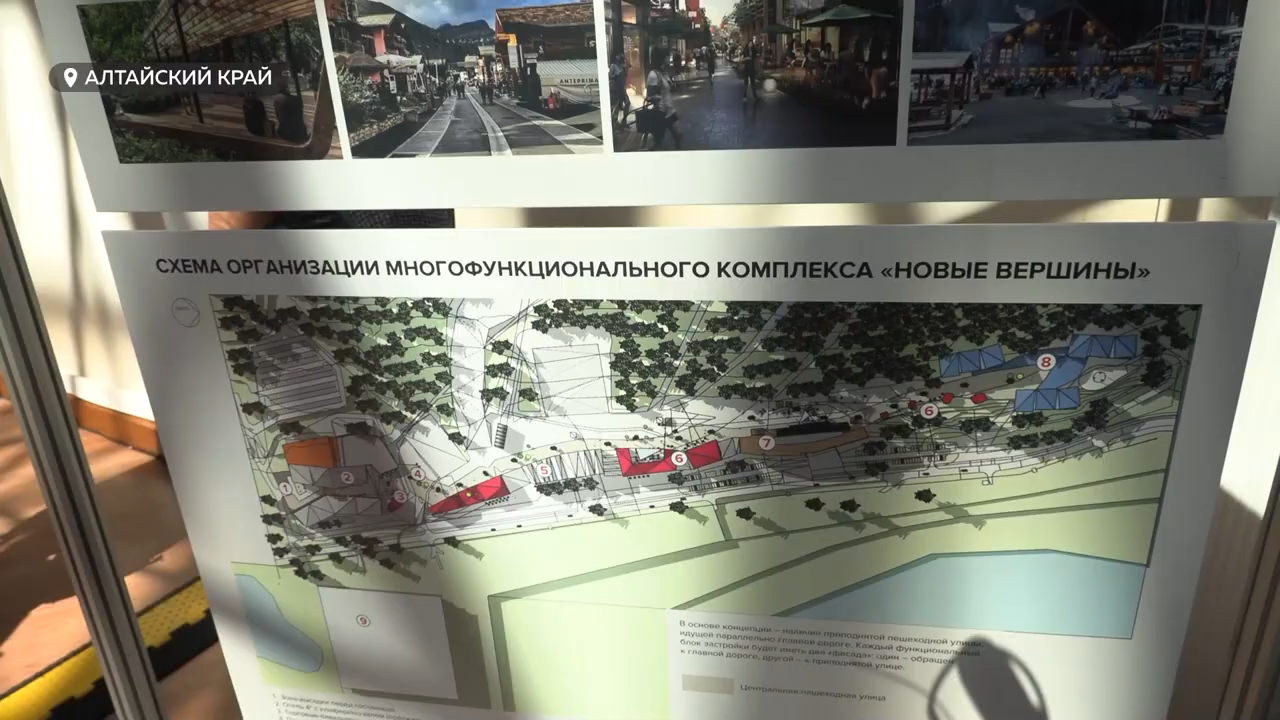 АЛТАЙСКИЙ КРАЙ
ANTEPRIMA
СХЕМА ОРГАНИЗАЦИИ МНОГОФУНКЦИОНАЛЬНОГО КОМПЛЕКСА «НОВЫЕ ВЕРШИНЫ»
8
6
7
6
5
4
2
1
3
9
В основе концепции – наличие приподнятой пешеходной улицы,
идущей параллельно главной дороге. Каждый функциональный
блок застройки будет иметь два «фасада»: один – обращен
к главной дороге, другой – к приподнятой улице.
Центральная пешеходная улица